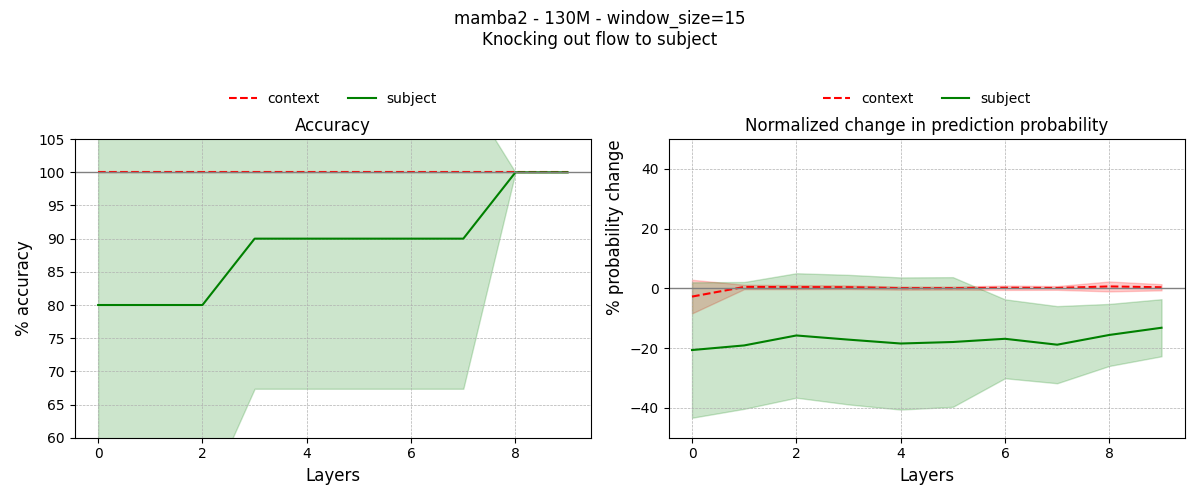 mamba2 - 130M - window_size=15
Knocking out flow to subject
context subject
Accuracy
% accuracy
105
100
95
90
85
80
75
70
65
60
0 2 4 6 8
Layers
context subject
Normalized change in prediction probability
% probability change
40
20
0
−20
−40
0 2 4 6 8
Layers